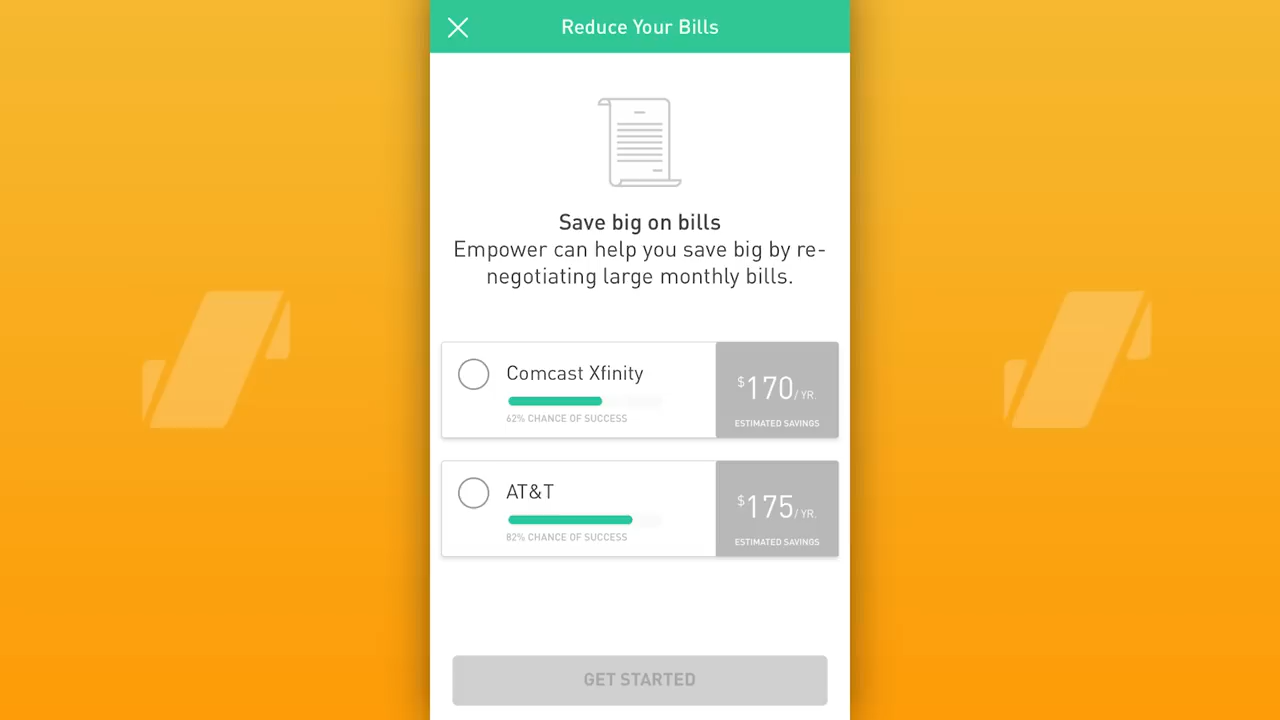 Reduce Your Bills
Save big on bills
Empower can help you save big by re-
negotiating large monthly bills.
Comcast Xfinity
62% CHANCE OF SUCCESS
$170/ YR.
ESTIMATED SAVINGS
AT&T
82% CHANCE OF SUCCESS
$175/ YR.
ESTIMATED SAVINGS
GET STARTED